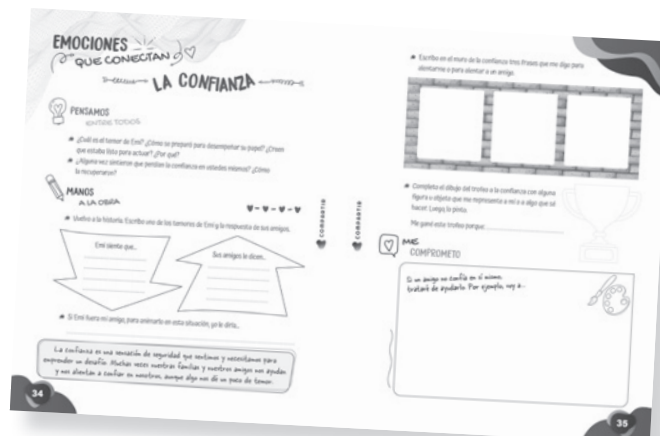 EMOCIONES
QUE CONECTAN
LA CONFIANZA
PENSAMOS
ENTRE TODOS
¿Cuál es el temor de Emi? ¿Cómo se preparó para desempeñar su papel? ¿Creen
que estaba listo para actuar? ¿Por qué?
¿Alguna vez sintieron que perdían la confianza en ustedes mismos? ¿Cómo
la recuperaron?
MANOS
A LA OBRA
COMPARTIR
Vuelvo a la historia. Escribo uno de los temores de Emi y la respuesta de sus amigos.
Emi siente que...
Sus amigos le dicen...
Si Emi fuera mi amigo, para animarlo en esta situación, yo le diría...
La confianza es una sensación de seguridad que sentimos y necesitamos para
emprender un desafío. Muchas veces nuestras familias y nuestros amigos nos ayudan
y nos alientan a confiar en nosotros, aunque algo nos dé un poco de temor.
34
Escribo en el muro de la confianza tres frases que me digo para
alentarme o para alentar a un amigo.
Completo el dibujo del trofeo a la confianza con alguna
figura u objeto que me represente a mí o a algo que sé
hacer. Luego, lo pinto.
Me gané este trofeo porque
COMPARTIR
ME
COMPROMETO
Si un amigo no confía en sí mismo,
trataré de ayudarlo. Por ejemplo, voy a...
35